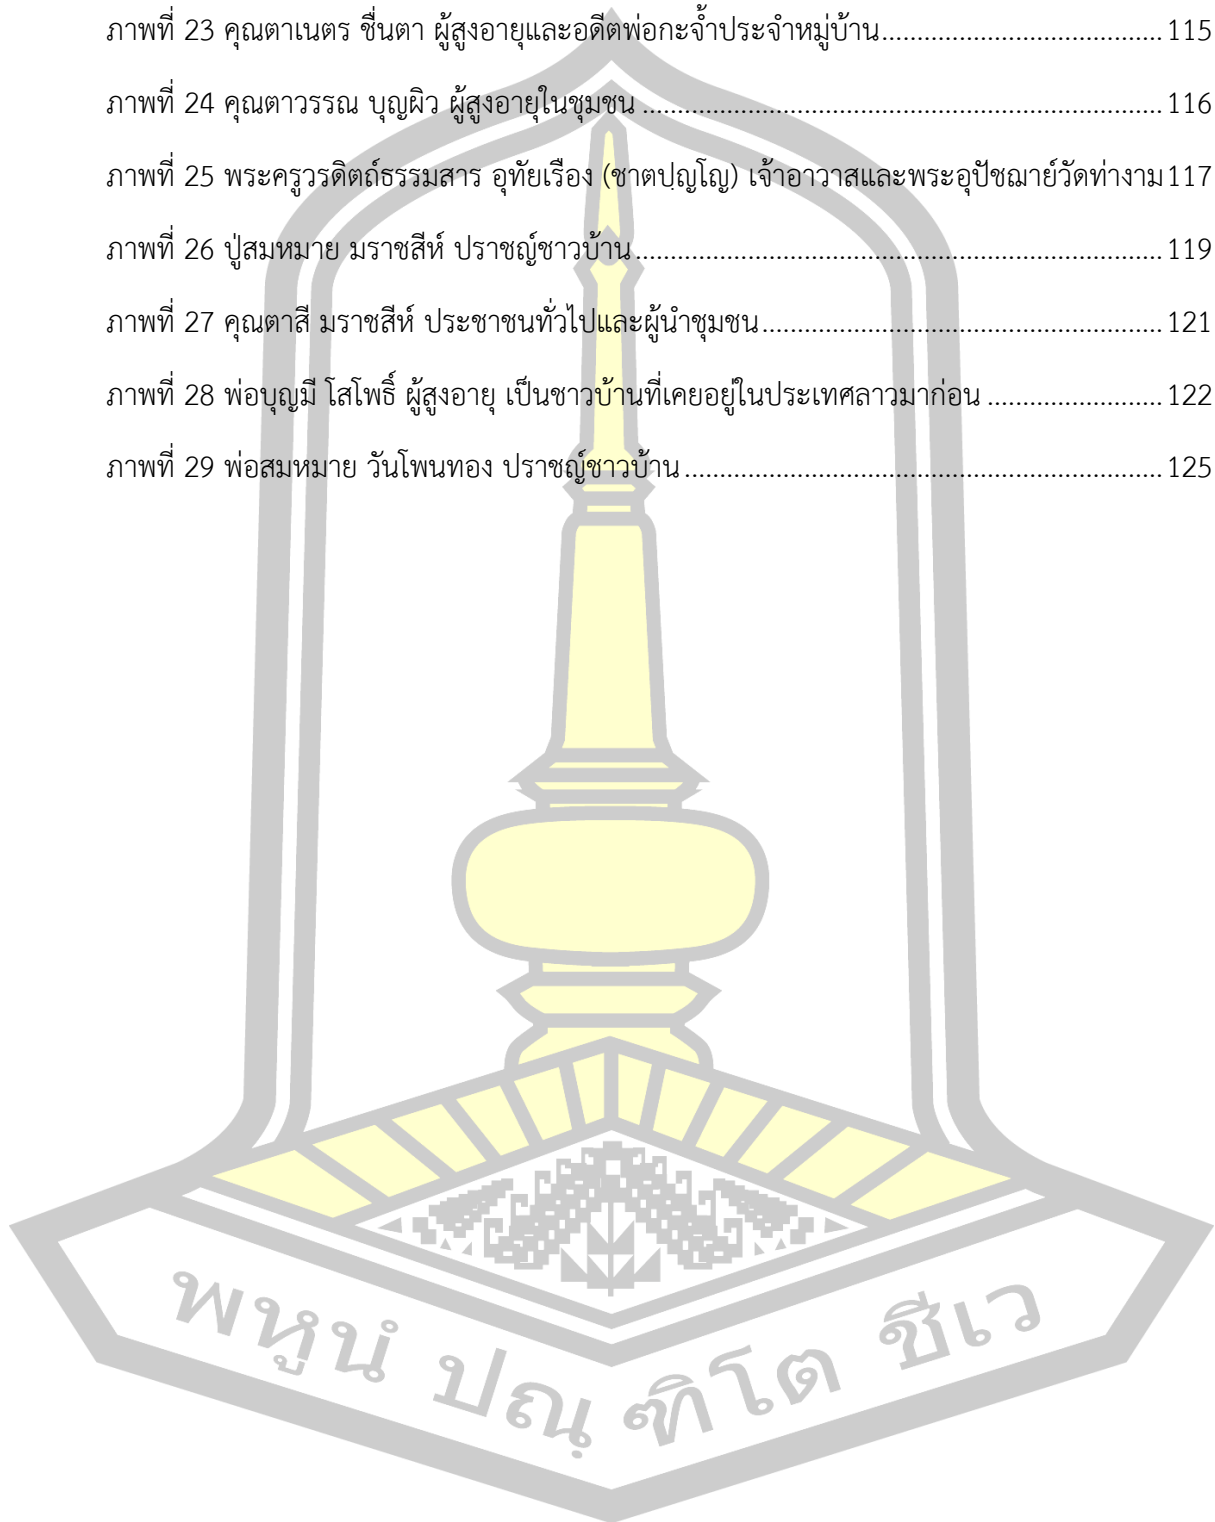 ภาพที่ 23 คุณตาเนตร ชื่นตา ผู้สูงอายุและอดีตพ่อกะจ้ำประจำหมู่บ้าน........................................115
ภาพที่ 24 คุณตาวรรณ บุญผิว ผู้สูงอายุในชุมชน..........................................................................116
ภาพที่ 25 พระครูวรดิตถ์ธรรมสาร อุทัยเรือง (ชาตปญโญ) เจ้าอาวาสและพระอุปัชฌาย์วัดท่างาม117
ภาพที่ 26 ปู่สมหมาย มราชสีห์ ปราชญ์ชาวบ้าน...........................................................................119
ภาพที่ 27 คุณตาสี มราชสีห์ ประชาชนทั่วไปและผู้นำชุมชน.........................................................121
ภาพที่ 28 พ่อบุญมี โสโพธิ์ ผู้สูงอายุ เป็นชาวบ้านที่เคยอยู่ในประเทศลาวมาก่อน.........................122
ภาพที่ 29 พ่อสมหมาย วันโพนทอง ปราชญ์ชาวบ้าน....................................................................125
พหูนํ ปณฺฑิโต ชีเว